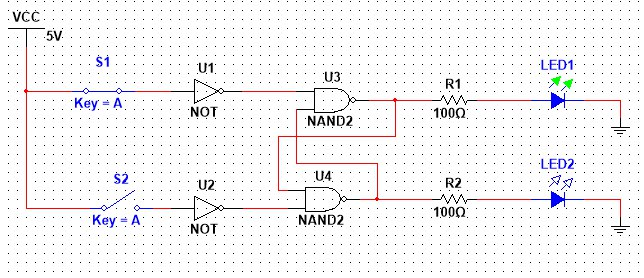 VCC
5V
S1
Key = A
U1
NOT
U3
NAND2
R1
100Ω
LED1
S2
Key = A
U2
NOT
U4
NAND2
R2
100Ω
LED2